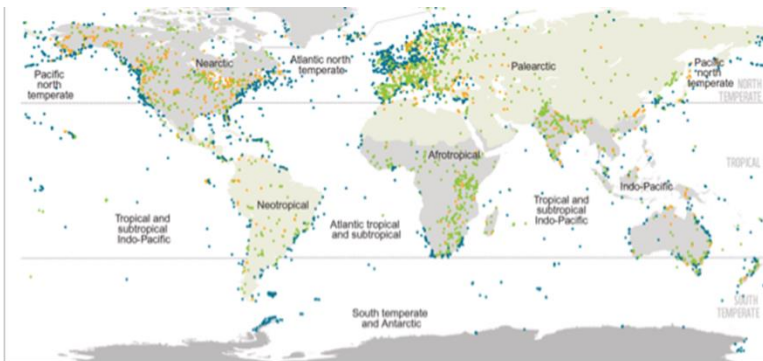 Nearctic
Atlantic north
temperate
Palearctic
Pacific
north
temperate
Pacific
north
temperate
NORTH
TEMPERATE
TROPICAL
Afrotropical
Indo-Pacific
Neotropical
Tropical and
subtropical
Indo-Pacific
Atlantic tropical
and subtropical
Tropical and
subtropical
Indo-Pacific
SOUTH
TEMPERATE
South temperate
and Antarctic